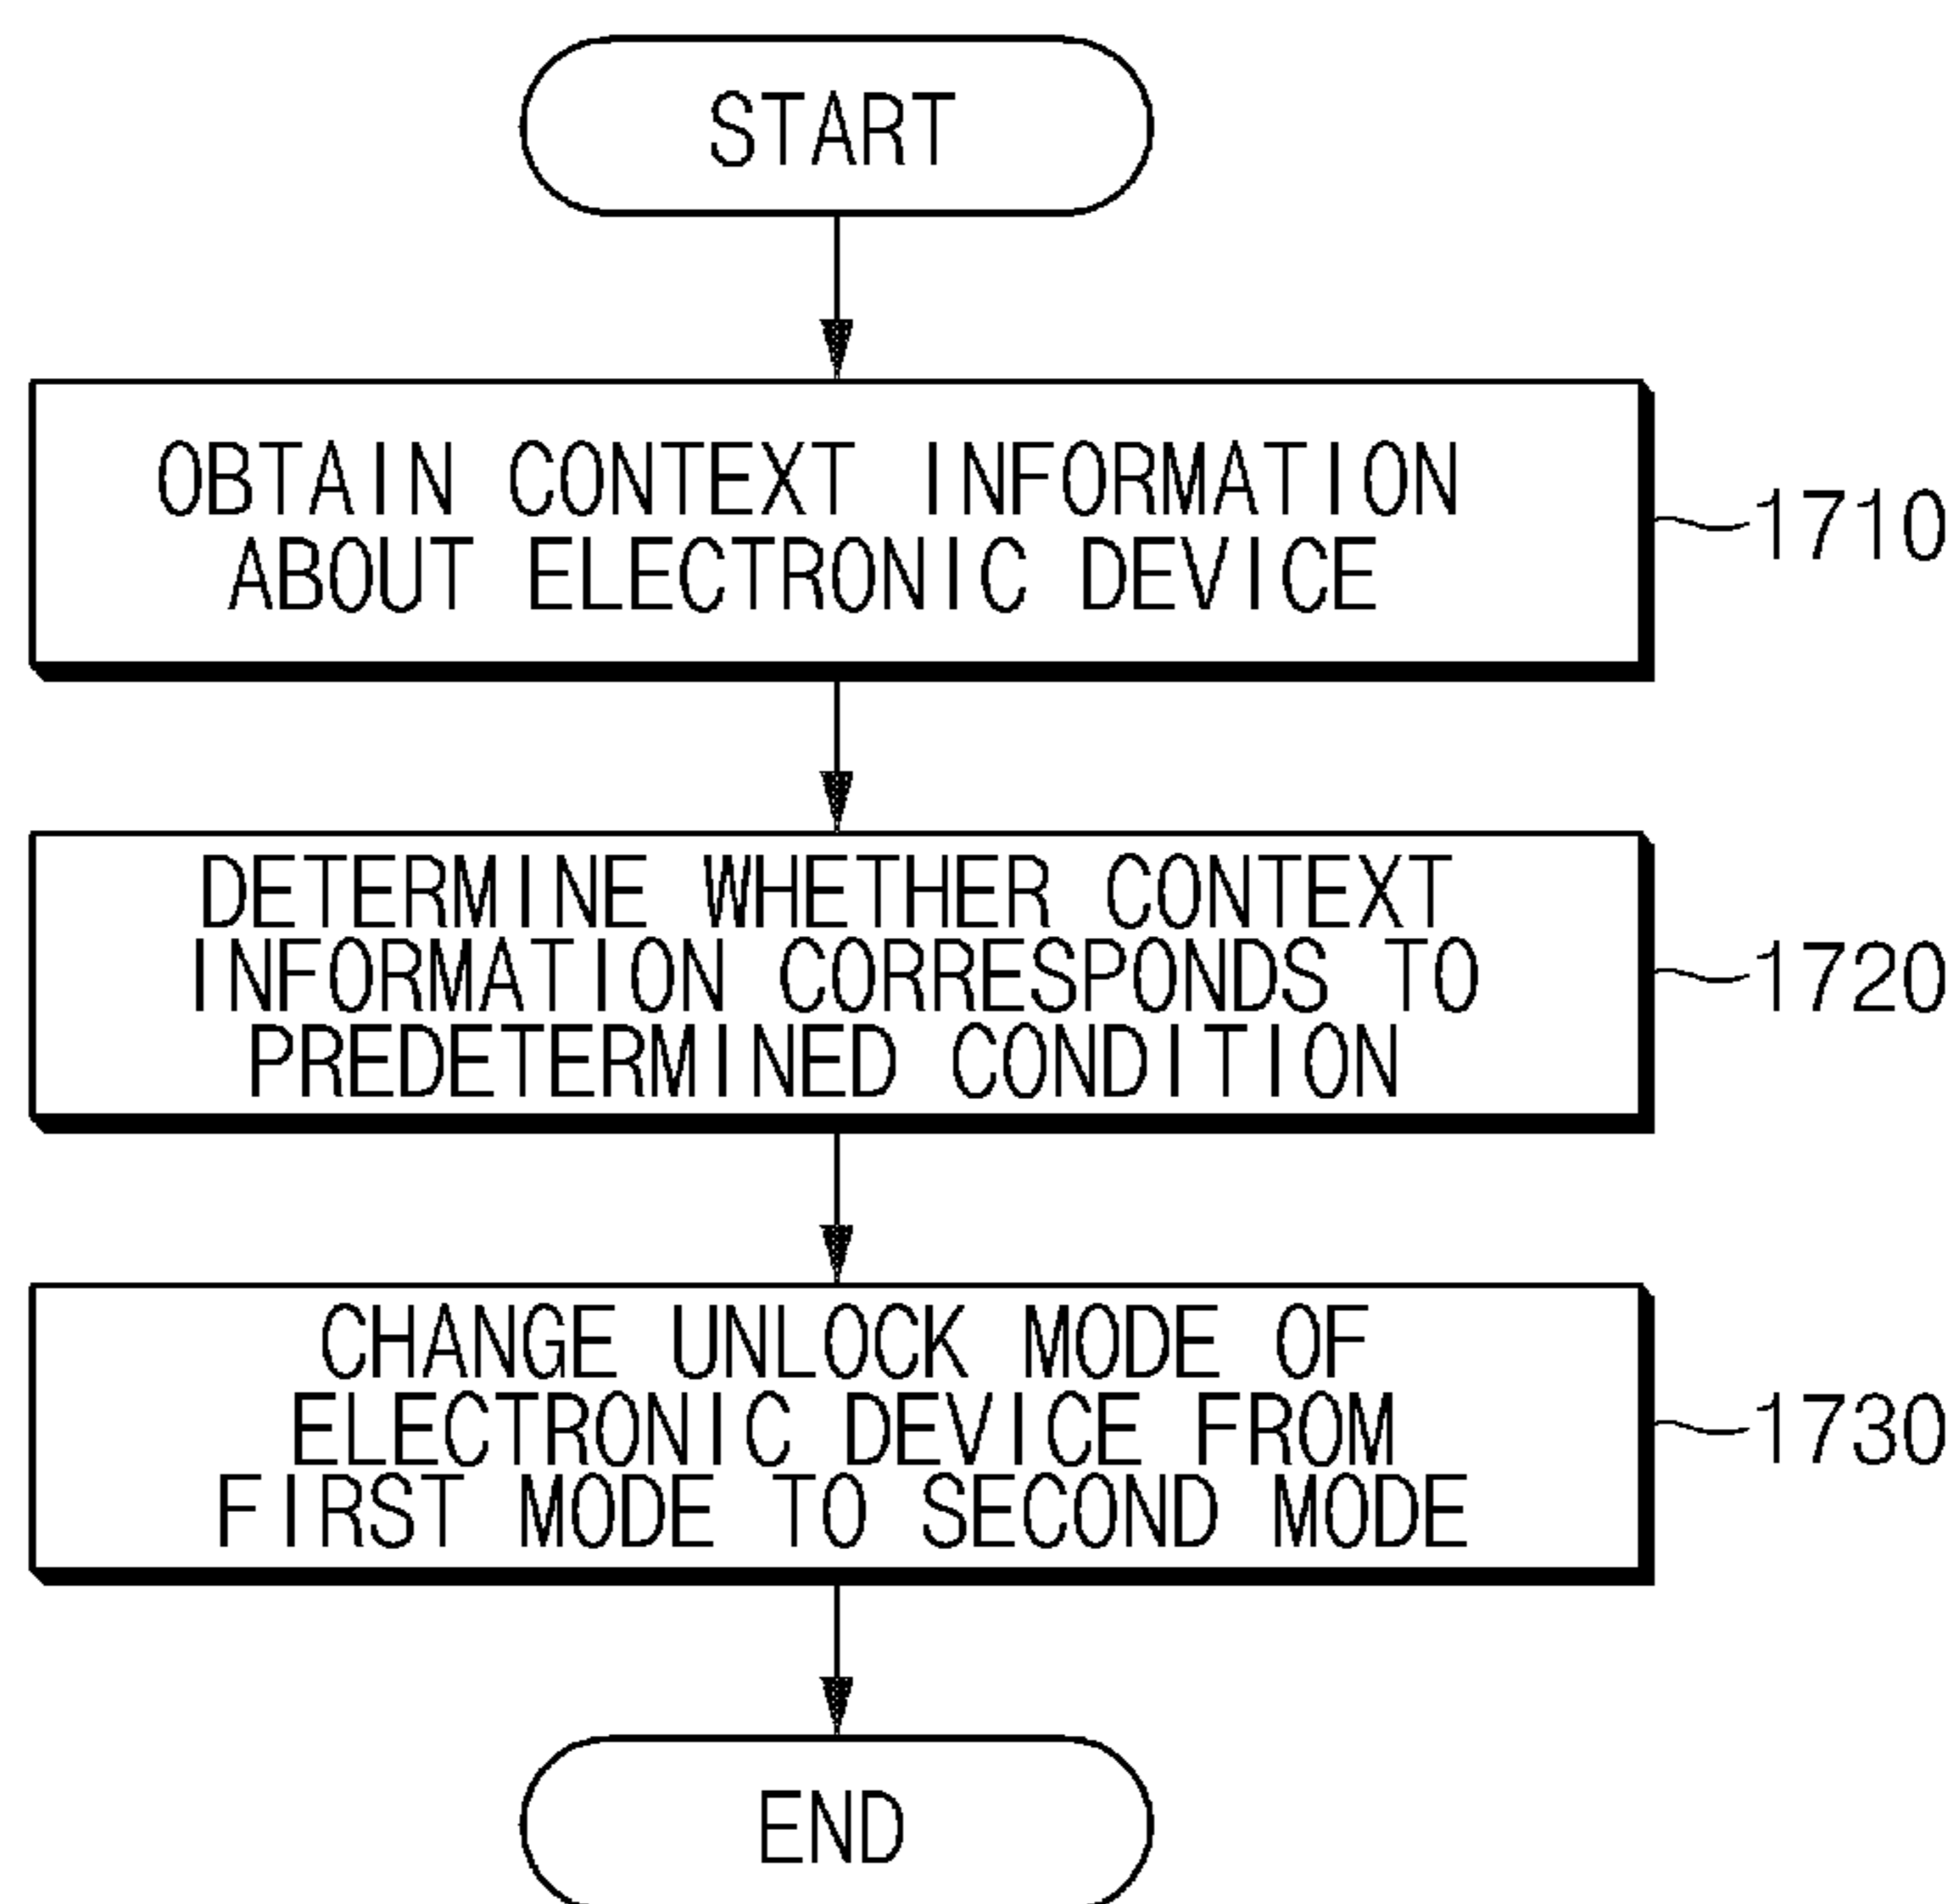 START
OBTAIN CONTEXT INFORMATION
ABOUT ELECTRONIC DEVICE
1710
DETERMINE WHETHER CONTEXT
INFORMATION CORRESPONDS TO
PREDETERMINED CONDITION
1720
CHANGE UNLOCK MODE OF
ELECTRONIC DEVICE FROM
FIRST MODE TO SECOND MODE
1730
END